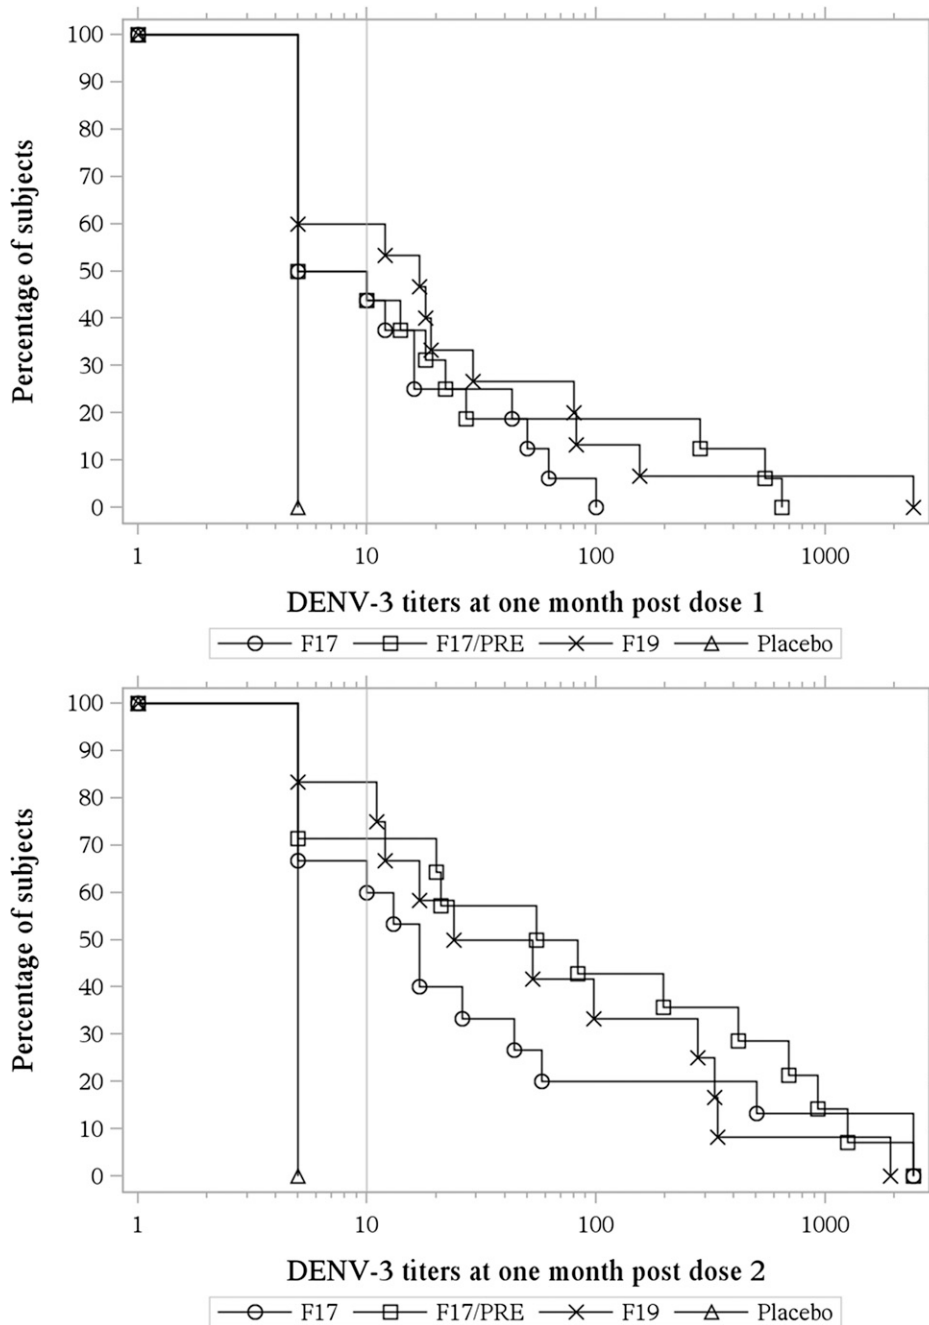 Percentage of subjects
100
90
80
70
60
50
40
30
20
10
0
1 10 100 1000
DENV-3 titers at one month post dose 1
F17 F17/PRE F19 Placebo
Percentage of subjects
100
90
80
70
60
50
40
30
20
10
0
1 10 100 1000
DENV-3 titers at one month post dose 2
F17 F17/PRE F19 Placebo